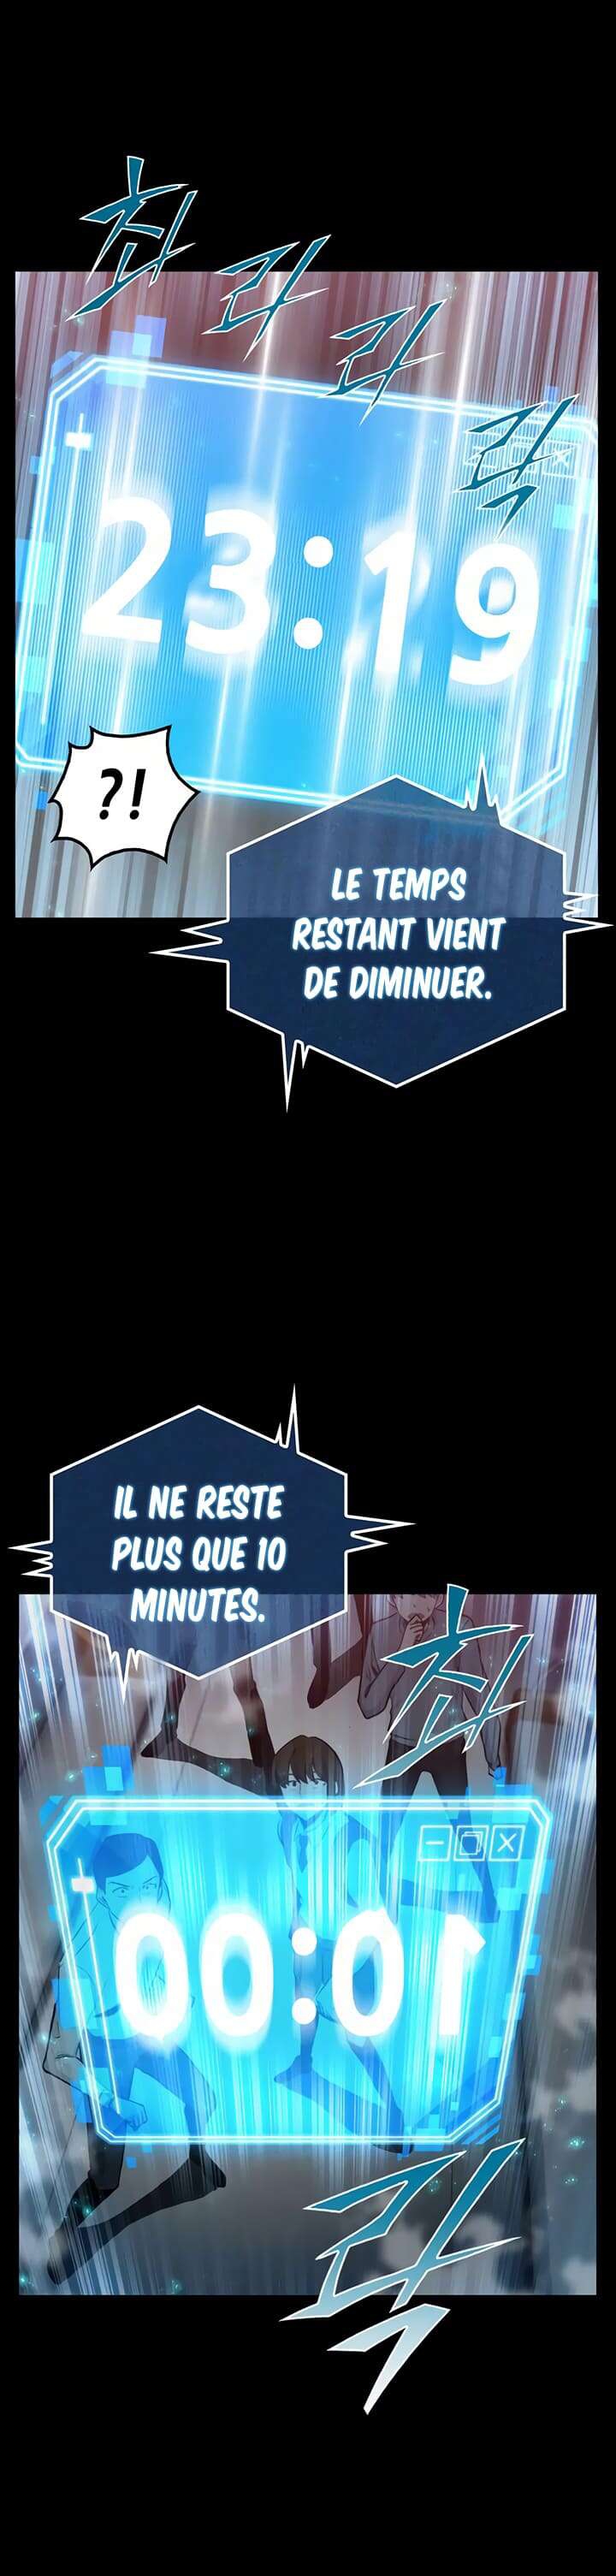 촤
라
라
락
23:19
?!
LE TEMPS
RESTANT VIENT
DE DIMINUER.
IL NE RESTE
PLUS QUE 10
MINUTES.
촤
10:00
락